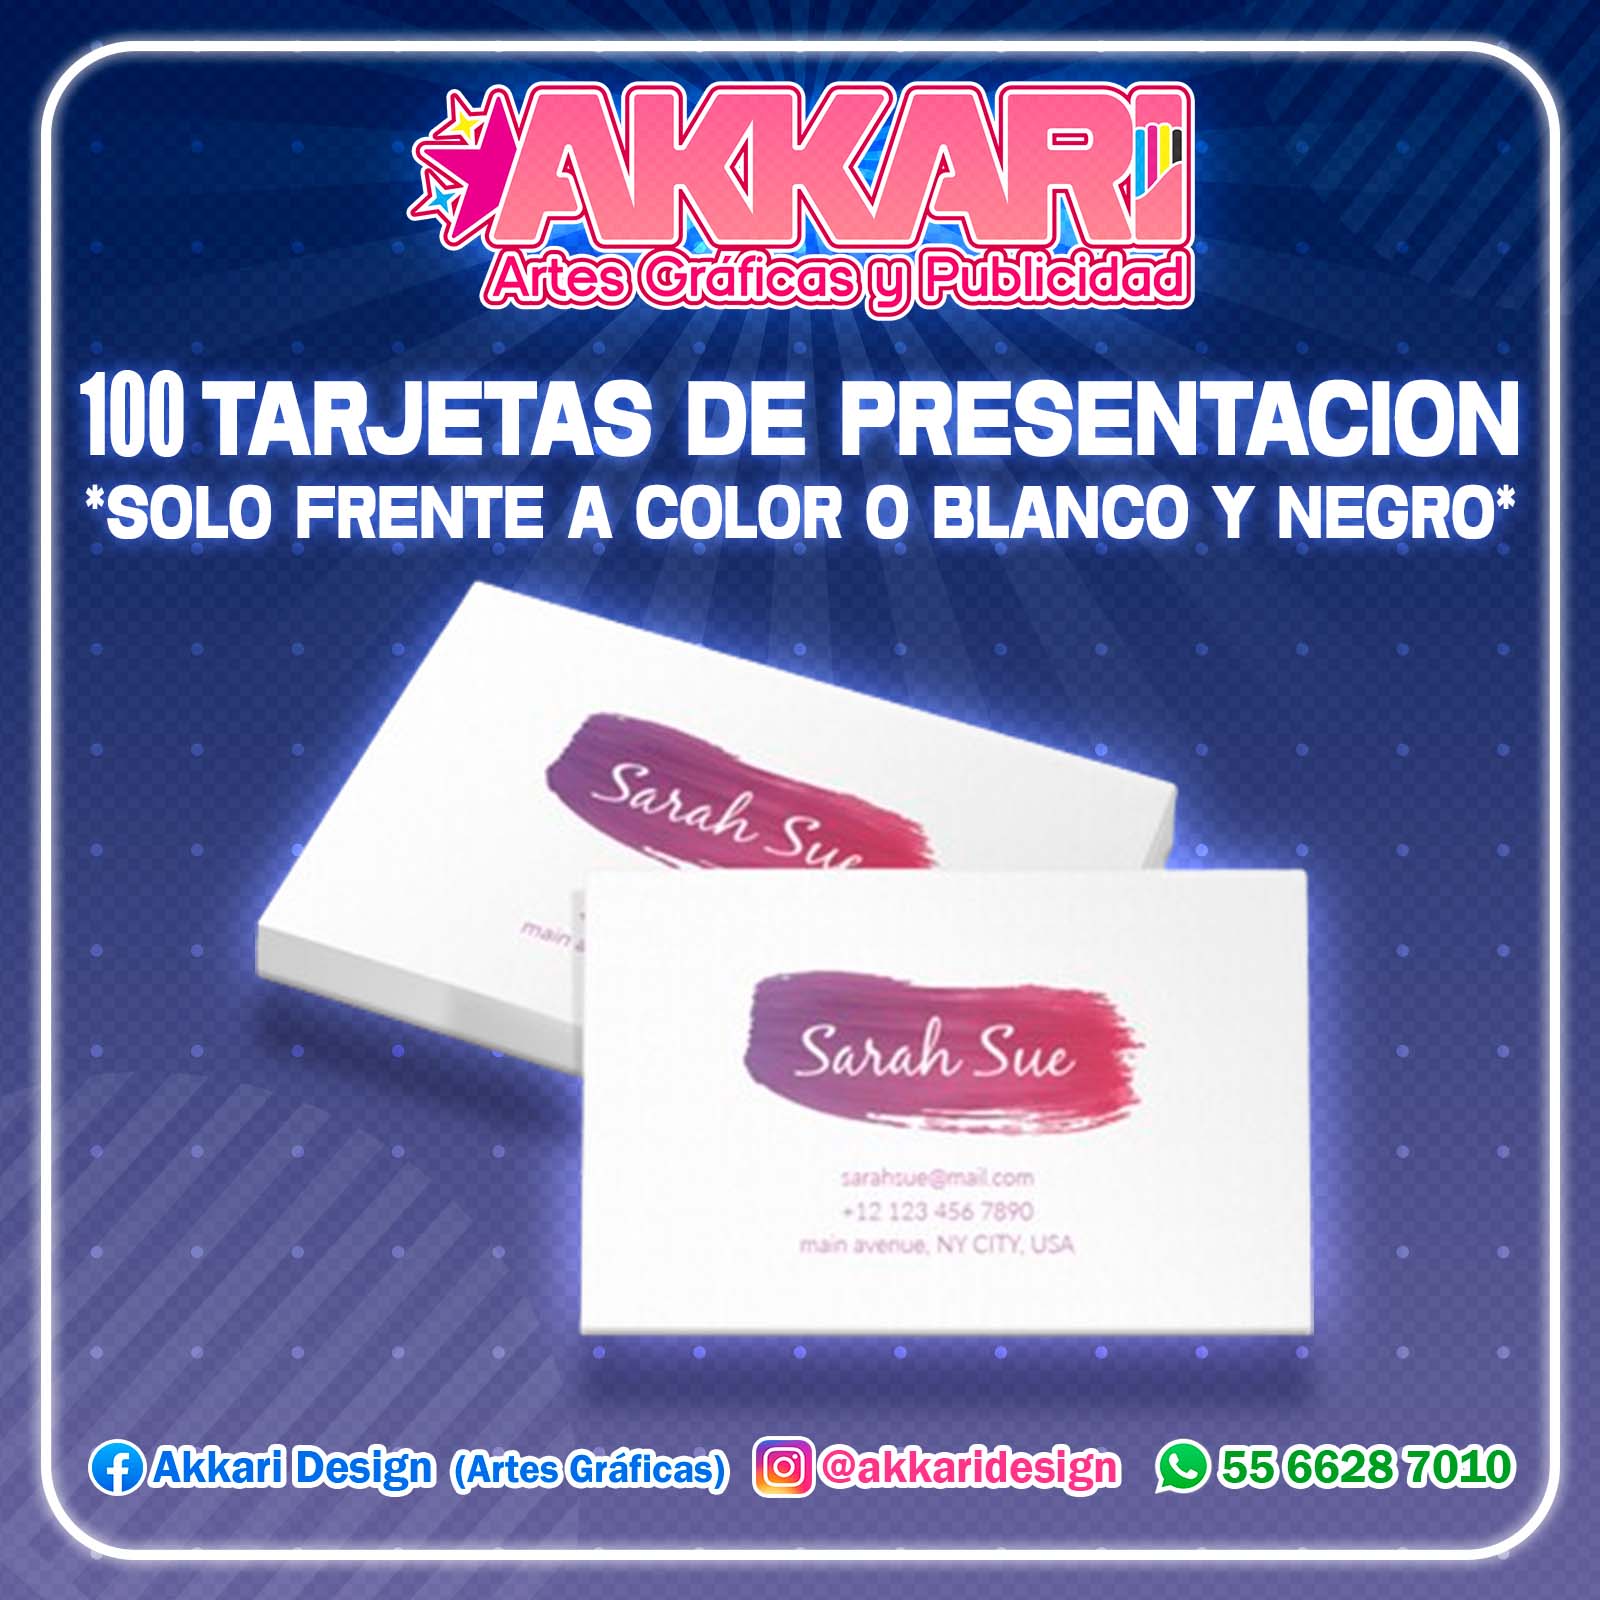 AKKARI
Artes Gráficas y Publicidad
100 TARJETAS DE PRESENTACION
*SOLO FRENTE A COLOR O BLANCO Y NEGRO*
Sarah Sue
main
Sarah Sue
sarahsue@mail.com
+12 123 456 7890
main avenue, NY CITY, USA
Akkari Design (Artes Gráficas) @akkaridesign 55 6628 7010